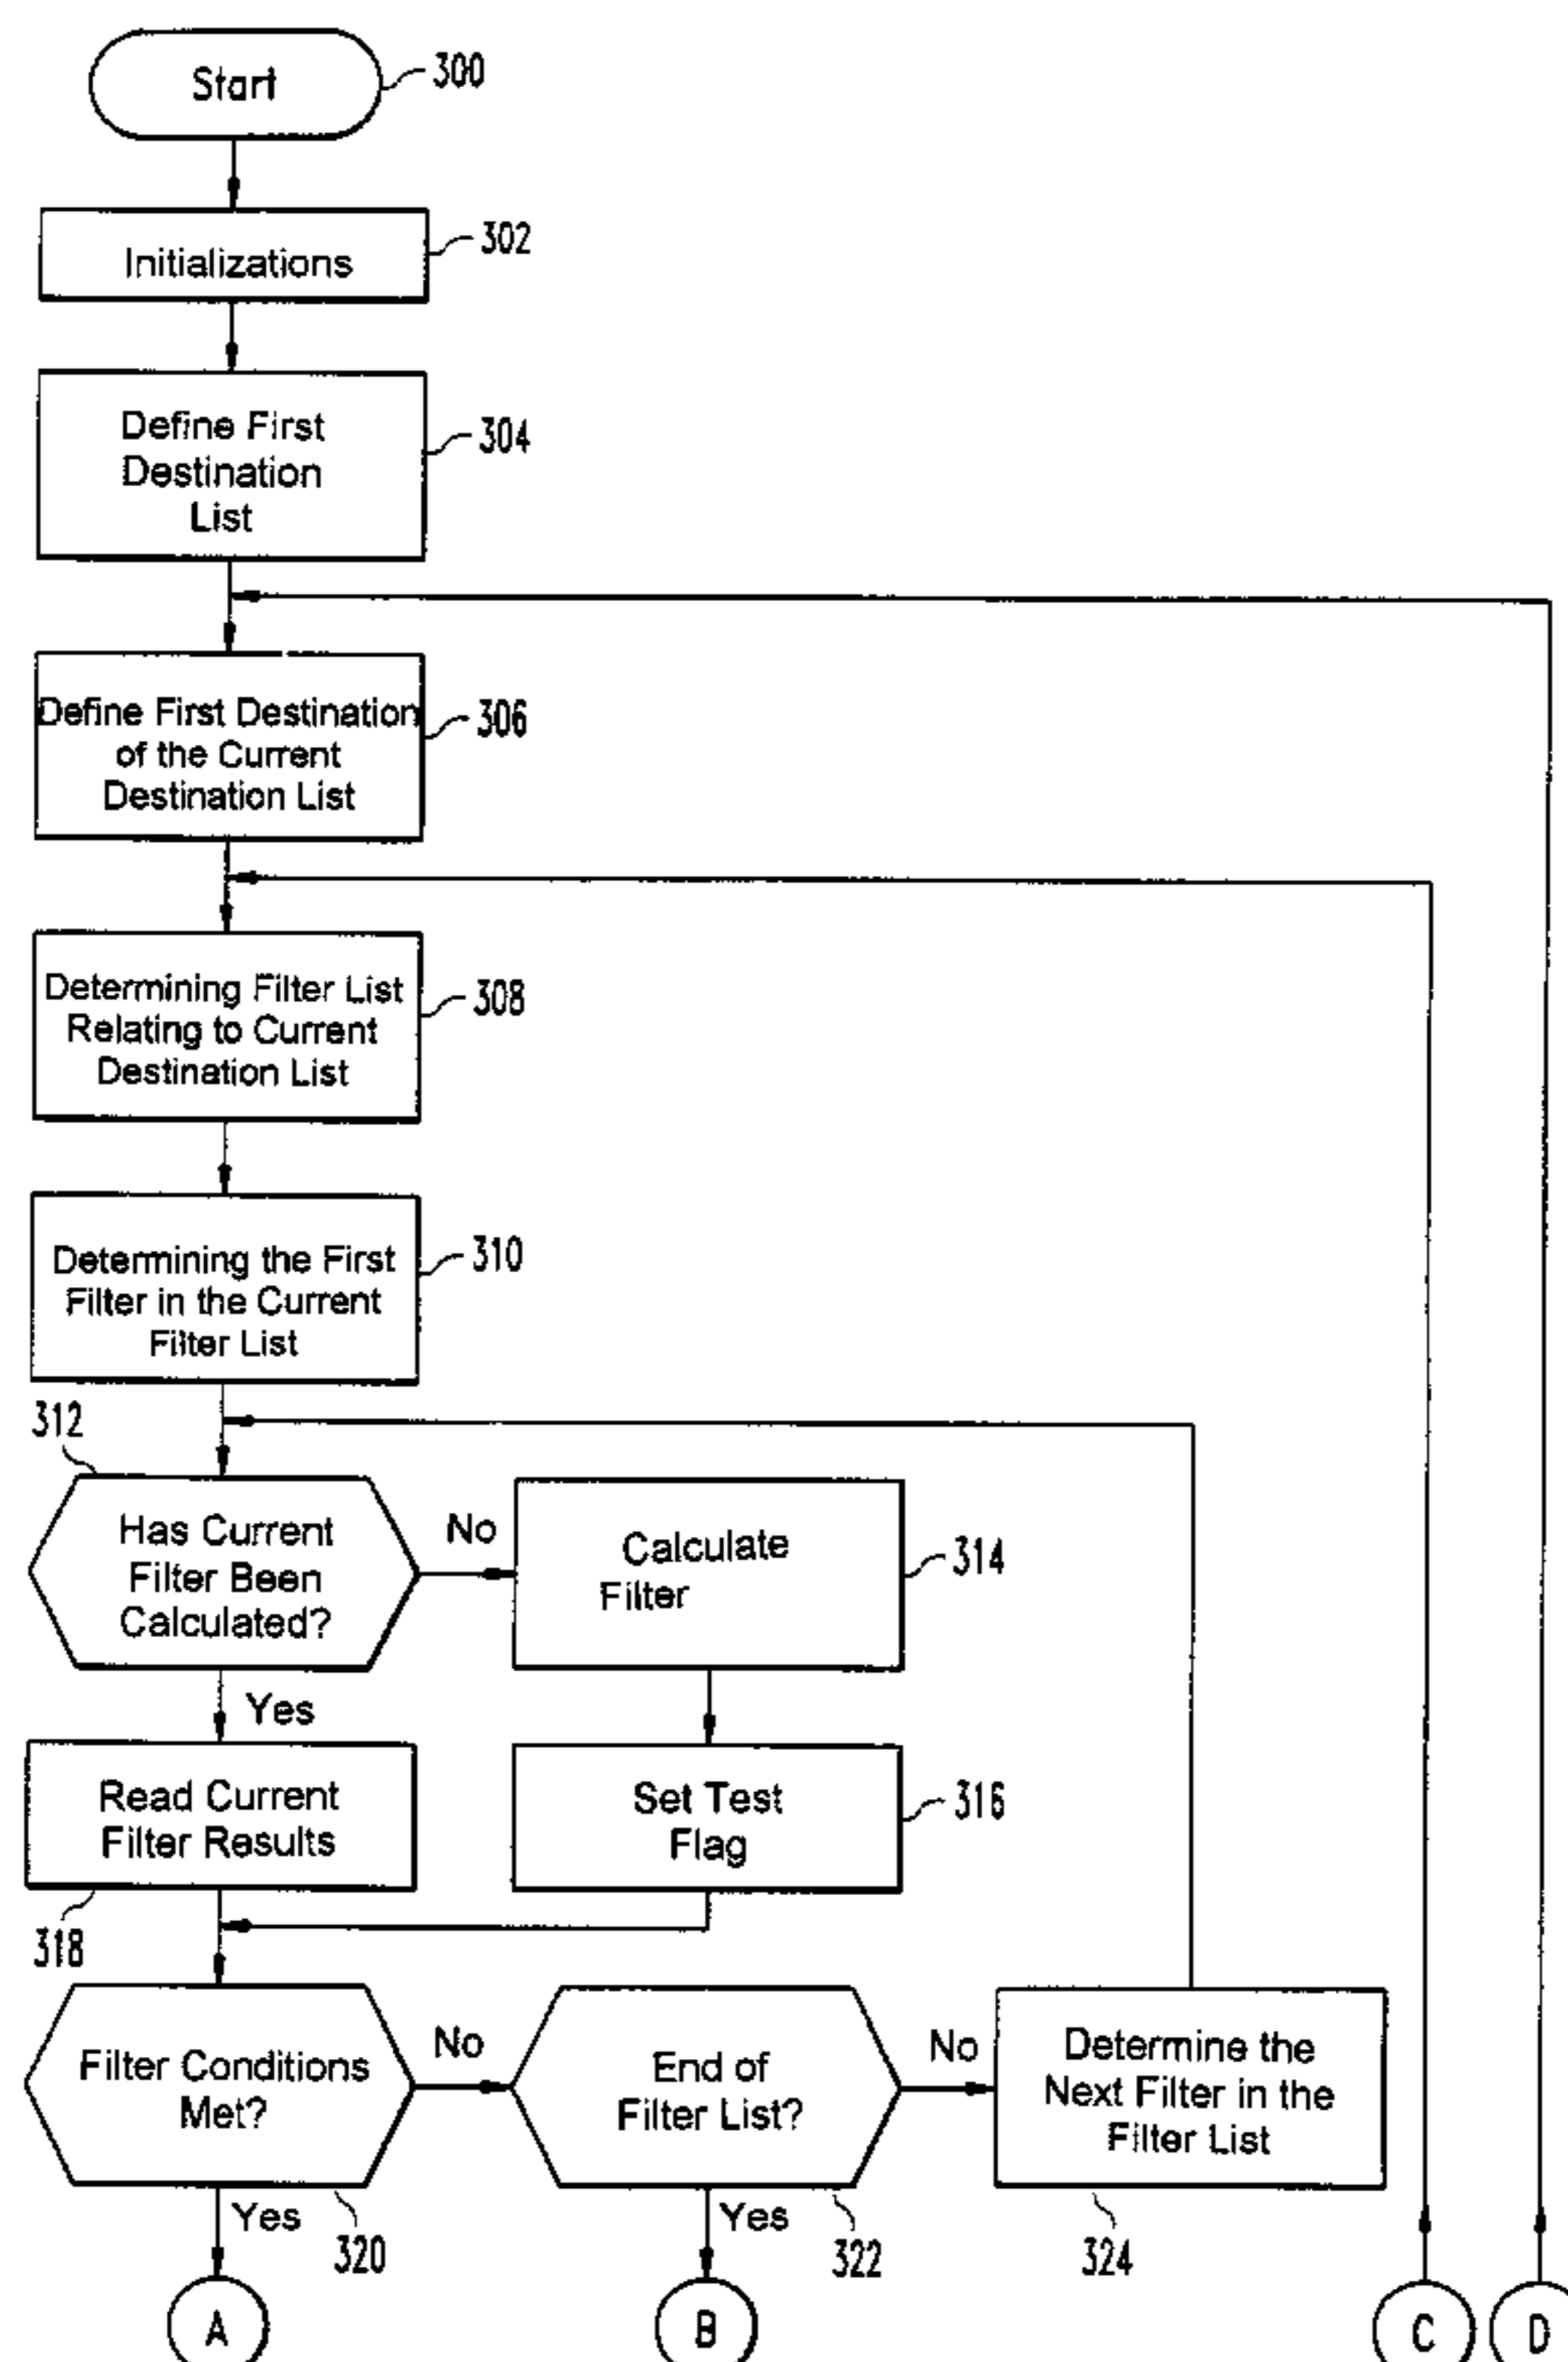 Start
300
Initializations
302
Define First
Destination
List
304
Define First Destination
of the Current
Destination List
306
Determining Filter List
Relating to Current
Destination List
308
Determining the First
Filter in the Current
Filter List
310
312
Has Current
Filter Been
Calculated?
No
Calculate
Filter
314
Yes
Read Current
Filter Results
318
Set Test
Flag
316
Filter Conditions
Met?
No
End of
Filter List?
No
Determine the
Next Filter in the
Filter List
Yes
320
Yes
322
324
A
B
C
D